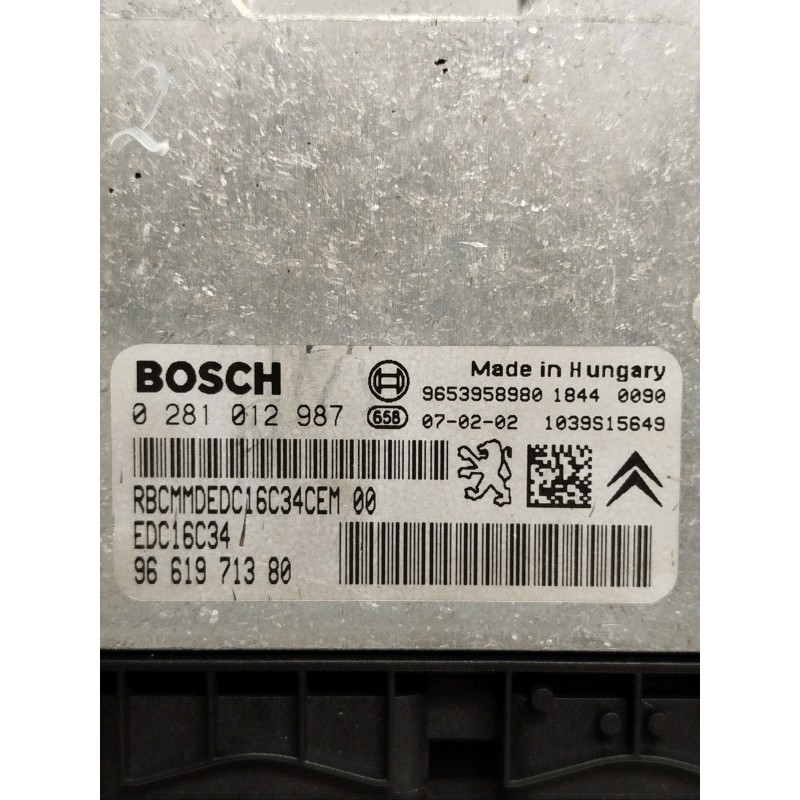 2
BOSCH
Made in Hungary
9653958980 1844 0090
0 281 012 987
658 07-02-02 1039S15649
RBCMMDEDC16C34CEM 00
EDC16C34
96 619 713 80